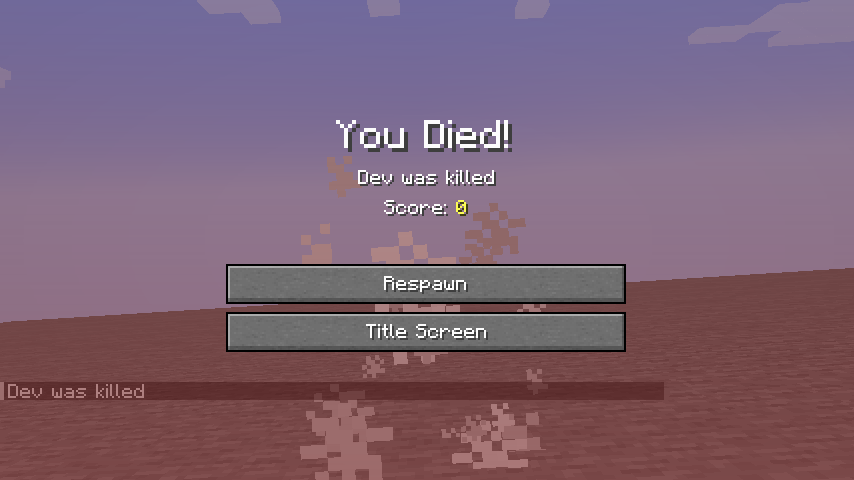 You Died!
Dev was killed
Score: 0
Respawn
Title Screen
Dev was killed